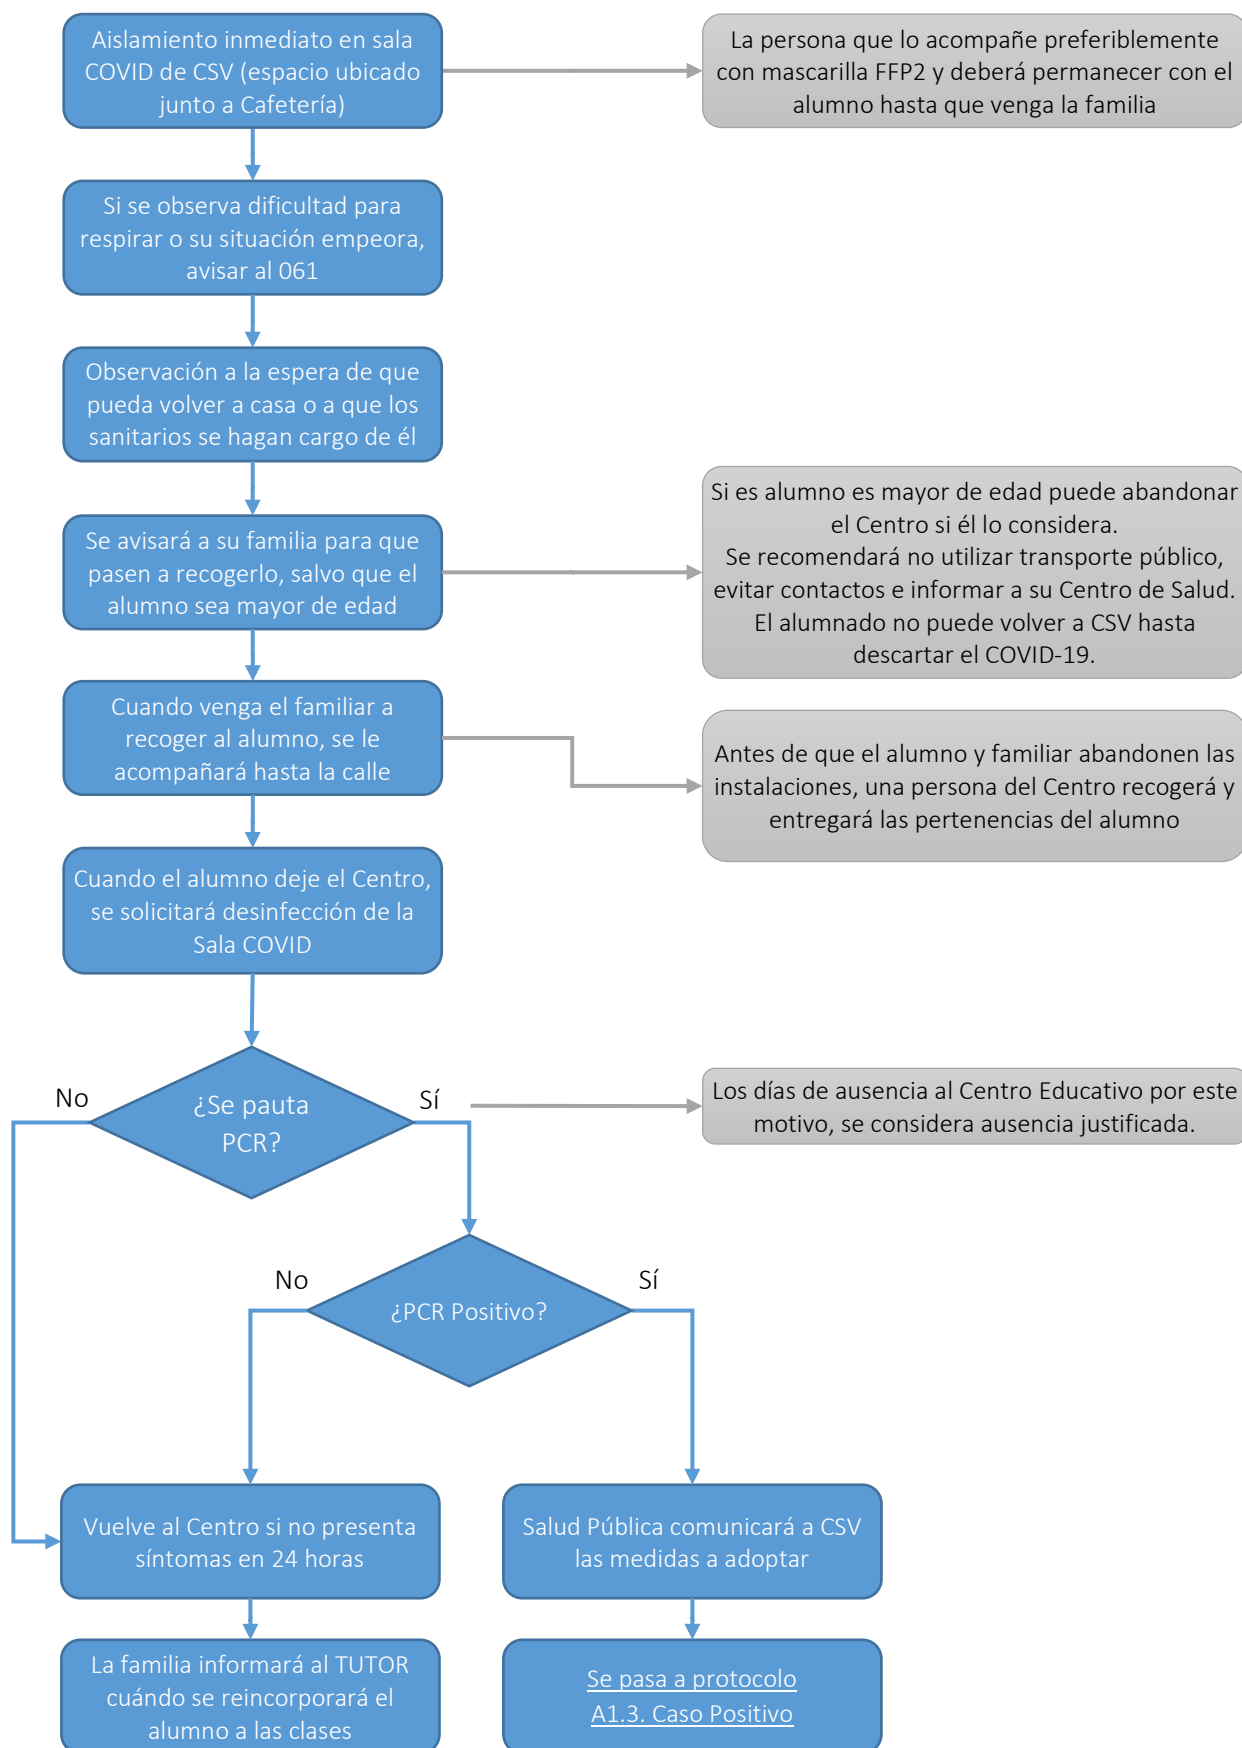 Aislamiento inmediato en sala
COVID de CSV (espacio ubicado
junto a Cafetería)
La persona que lo acompañe preferiblemente
con mascarilla FFP2 y deberá permanecer con el
alumno hasta que venga la familia
Si se observa dificultad para
respirar o su situación empeora,
avisar al 061
Observación a la espera de que
pueda volver a casa o a que los
sanitarios se hagan cargo de él
Se avisará a su familia para que
pasen a recogerlo, salvo que el
alumno sea mayor de edad
Si es alumno es mayor de edad puede abandonar
el Centro si él lo considera.
Se recomendará no utilizar transporte público,
evitar contactos e informar a su Centro de Salud.
El alumnado no puede volver a CSV hasta
descartar el COVID-19.
Cuando venga el familiar a
recoger al alumno, se le
acompañará hasta la calle
Antes de que el alumno y familiar abandonen las
instalaciones, una persona del Centro recogerá y
entregará las pertenencias del alumno
Cuando el alumno deje el Centro,
se solicitará desinfección de la
Sala COVID
No
¿Se pauta
PCR?
Sí
Los días de ausencia al Centro Educativo por este
motivo, se considera ausencia justificada.
No
¿PCR Positivo?
Sí
Vuelve al Centro si no presenta
síntomas en 24 horas
Salud Pública comunicará a CSV
las medidas a adoptar
La familia informará al TUTOR
cuándo se reincorporará el
alumno a las clases
Se pasa a protocolo
A1.3. Caso Positivo